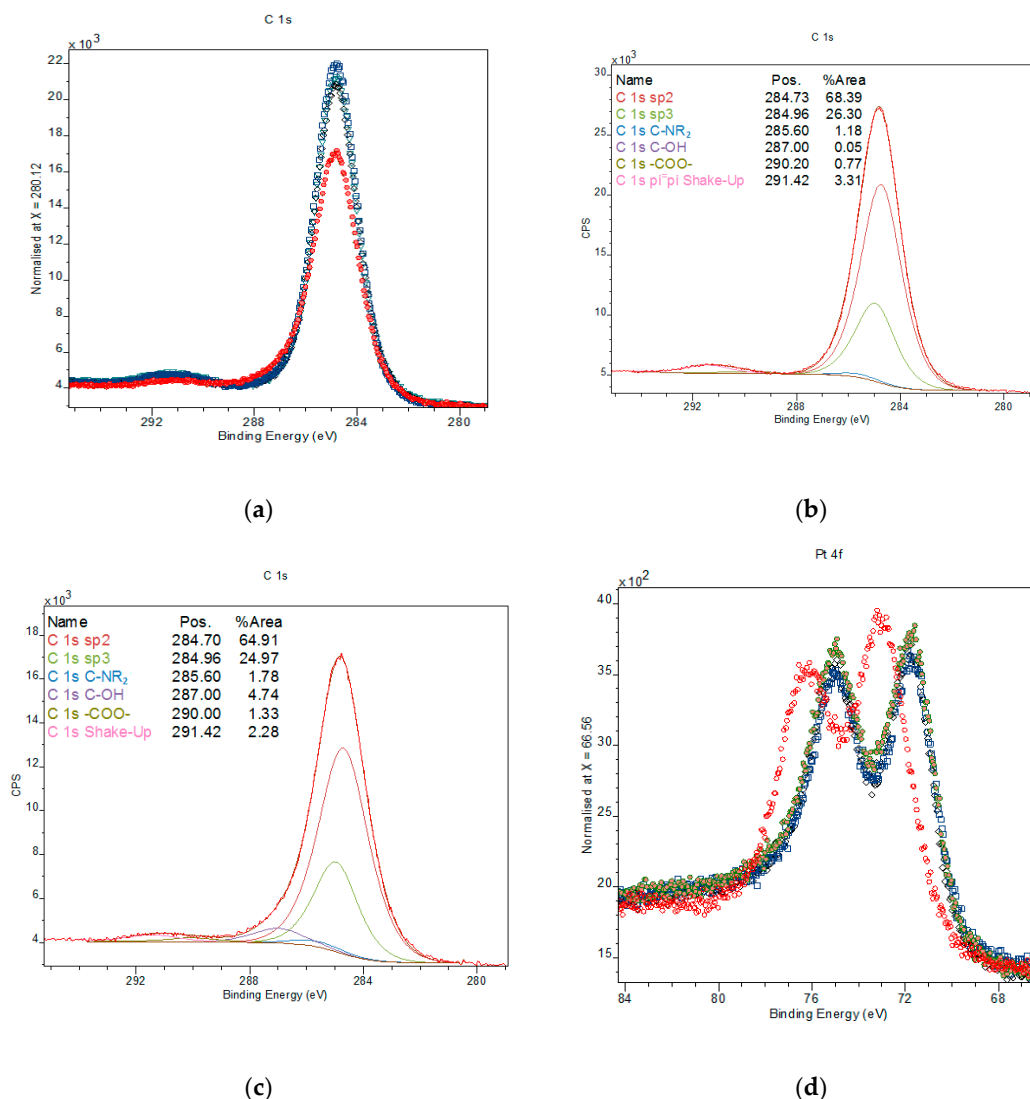 C 1s
x 10³
22
20
18
16
14
12
10
8
6
4
Normalised at X = 280.12
292 288 284 280
Binding Energy (eV)
(a)
C 1s
x 10³
30
25
20
15
10
5
CPS
Name Pos. %Area
C 1s sp2 284.73 68.39
C 1s sp3 284.96 26.30
C 1s C-NR₂ 285.60 1.18
C 1s C-OH 287.00 0.05
C 1s -COO- 290.20 0.77
C 1s pi=pi Shake-Up 291.42 3.31
292 288 284 280
Binding Energy (eV)
(b)
C 1s
x 10³
18
16
14
12
10
8
6
4
CPS
Name Pos. %Area
C 1s sp2 284.70 64.91
C 1s sp3 284.96 24.97
C 1s C-NR₂ 285.60 1.78
C 1s C-OH 287.00 4.74
C 1s -COO- 290.00 1.33
C 1s Shake-Up 291.42 2.28
292 288 284 280
Binding Energy (eV)
(c)
Pt 4f
x 10²
40
35
30
25
20
15
Normalised at X = 66.56
84 80 76 72 68
Binding Energy (eV)
(d)